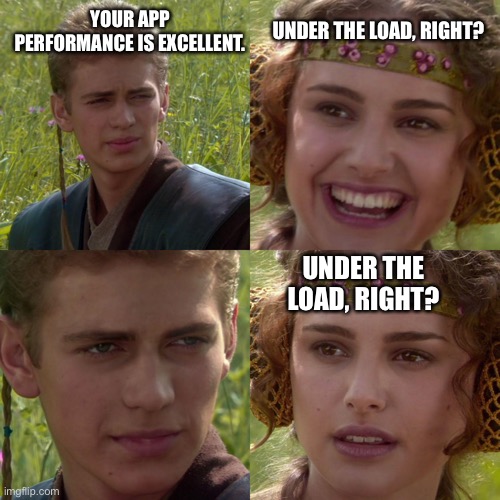 YOUR APP
PERFORMANCE IS EXCELLENT.
UNDER THE LOAD, RIGHT?
UNDER THE
LOAD, RIGHT?
imgflip.com